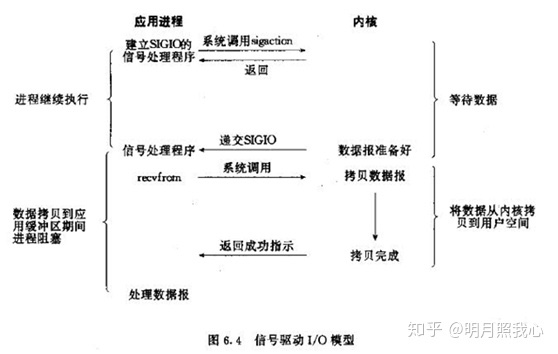 应用进程
内核
建立SIGIO的
信号处理程序
系统调用sigaction
返回
进程继续执行
等待数据
信号处理程序
递交SIGIO
数据报准备好
recvfrom
系统调用
拷贝数据报
数据拷贝到应
用缓冲区期间
进程阻塞
将数据从内核拷
贝到用户空间
返回成功指示
拷贝完成
处理数据报
知乎 @明月照我心
图 6.4 信号驱动 I/O 模型